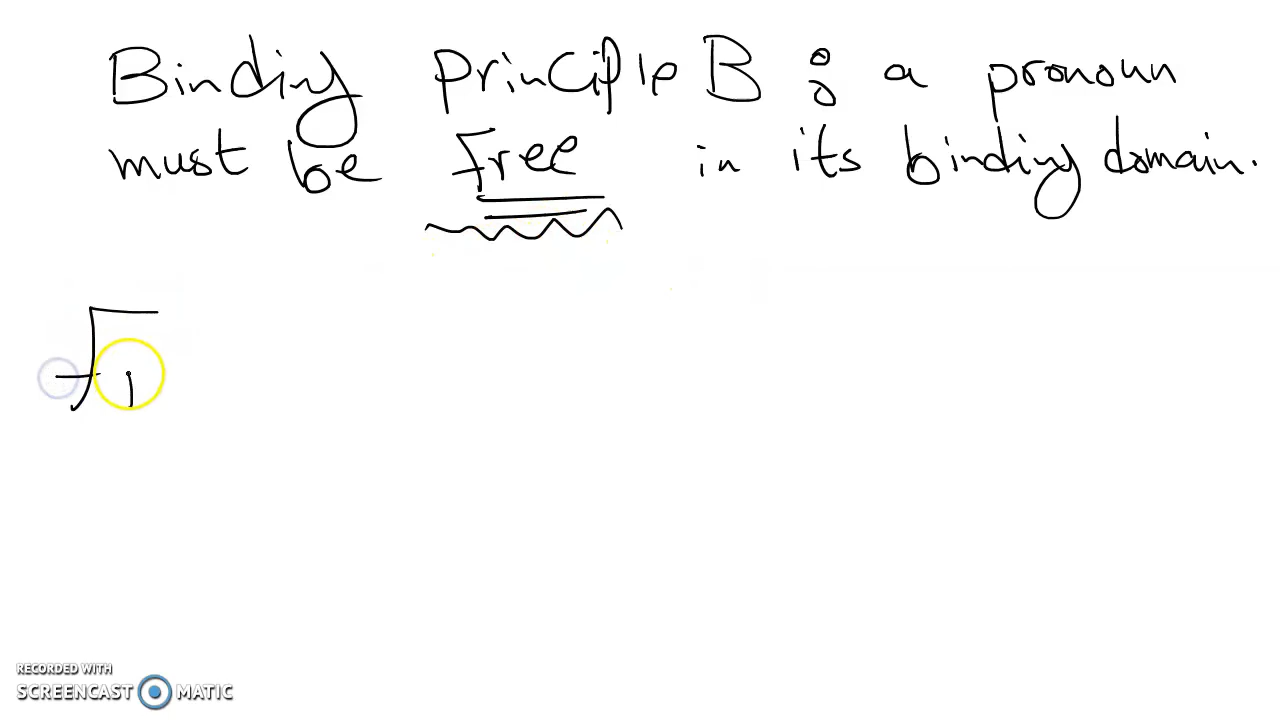 Binding Principle B : a pronoun
must be free in its binding domain.
RECORDED WITH
SCREENCAST MATIC